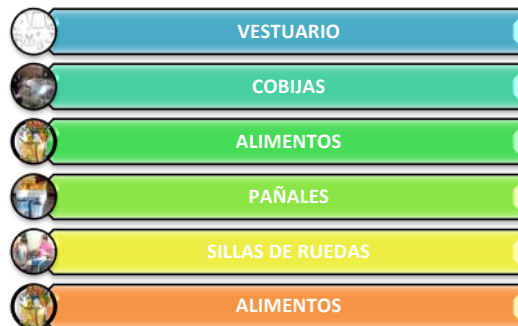 VESTUARIO
COBIJAS
ALIMENTOS
PAÑALES
SILLAS DE RUEDAS
ALIMENTOS